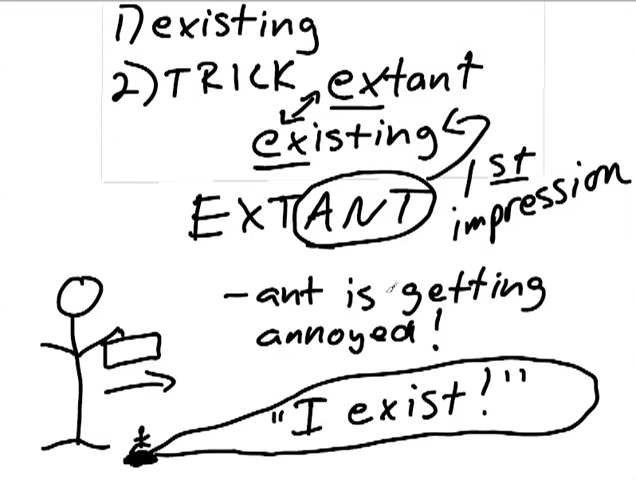 1) existing
2) TRICK extant
existing
EXTANT
1st
impression
- ant is getting
annoyed!
"I exist!"